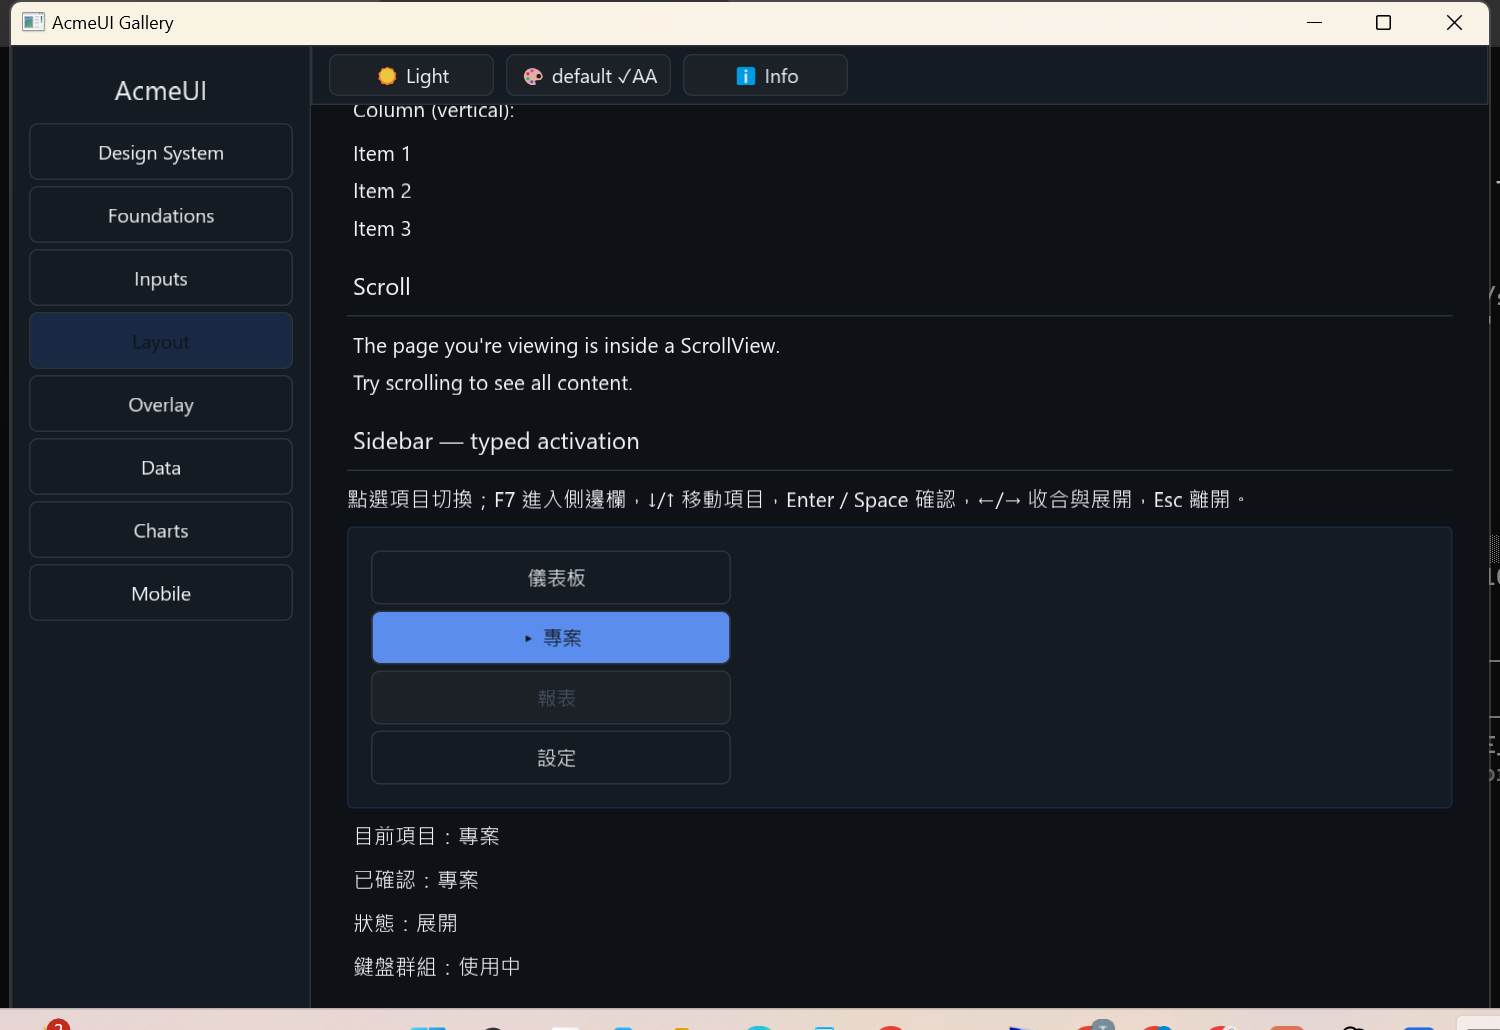 AcmeUI Gallery
AcmeUI
Design System
Foundations
Inputs
Layout
Overlay
Data
Charts
Mobile
Light
default ✓AA
Info
Column (vertical):
Item 1
Item 2
Item 3
Scroll
The page you're viewing is inside a ScrollView.
Try scrolling to see all content.
Sidebar — typed activation
點選項目切換；F7 進入側邊欄，↓/↑ 移動項目，Enter / Space 確認，←/→ 收合與展開，Esc 離開。
儀表板
▸ 專案
報表
設定
目前項目：專案
已確認：專案
狀態：展開
鍵盤群組：使用中
2